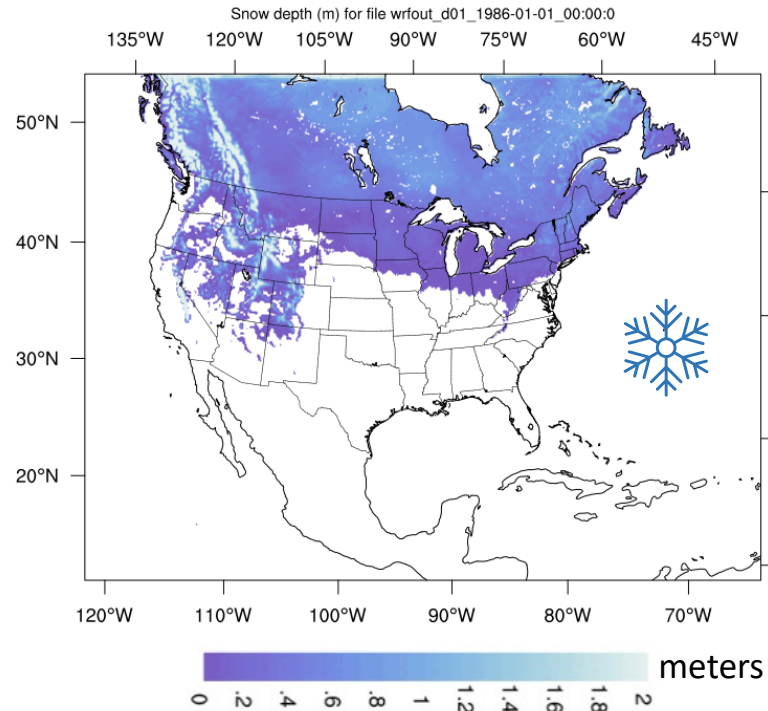 Snow depth (m) for file wrfout_d01_1986-01-01_00:00:0
135°W 120°W 105°W 90°W 75°W 60°W 45°W
50°N
40°N
30°N
20°N
120°W 110°W 100°W 90°W 80°W 70°W
meters
0 .2 .4 .6 .8 1 1.2 1.4 1.6 1.8 2